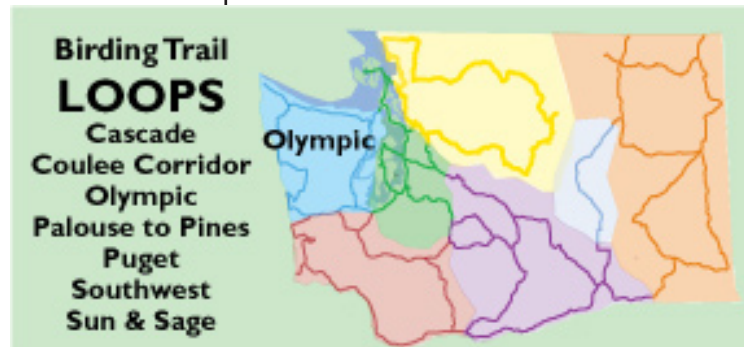 Birding Trail
LOOPS
Cascade
Coulee Corridor
Olympic
Palouse to Pines
Puget
Southwest
Sun & Sage
Olympic